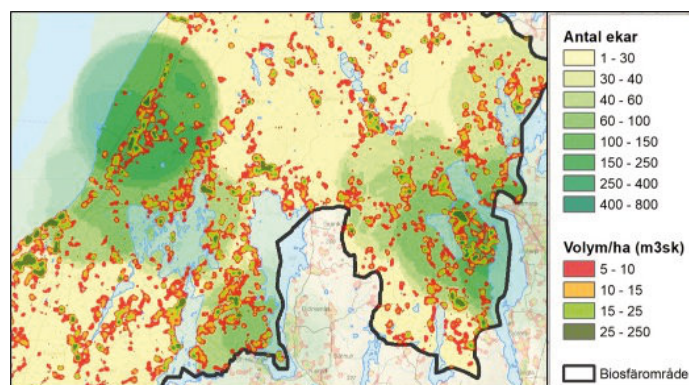 Antal ekar
1 - 30
30 - 40
40 - 60
60 - 100
100 - 150
150 - 250
250 - 400
400 - 800
Volym/ha (m3sk)
5 - 10
10 - 15
15 - 25
25 - 250
Biosfärområde